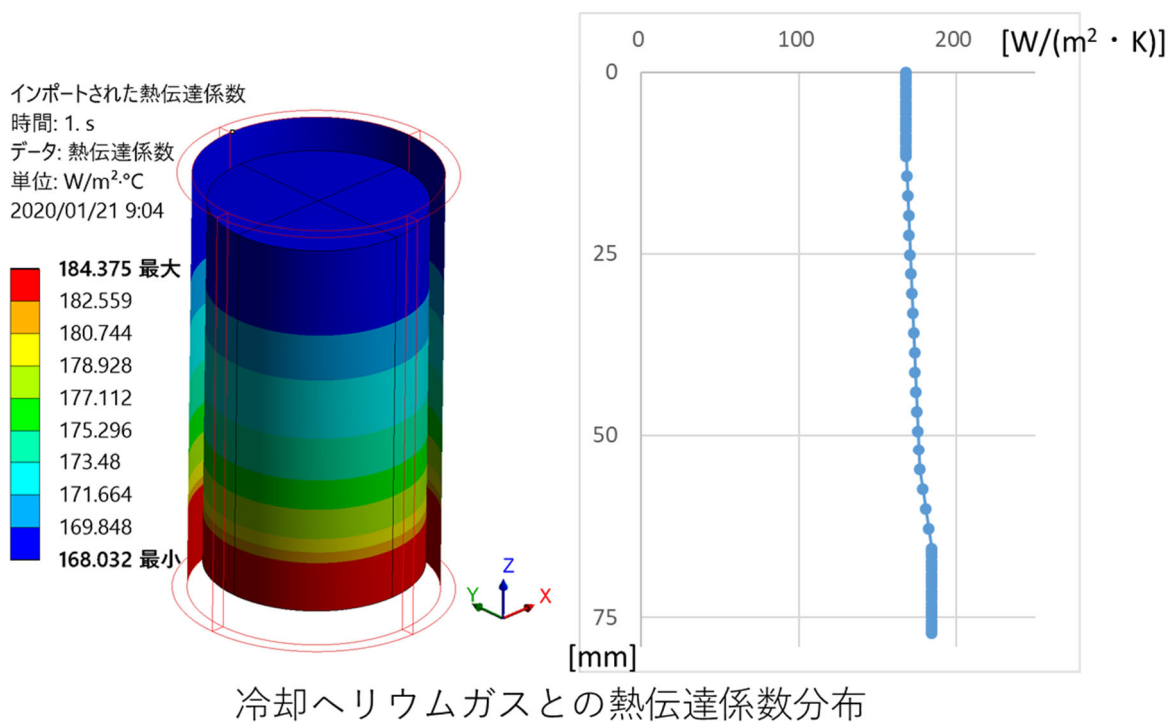 インポートされた熱伝達係数
時間: 1. s
データ: 熱伝達係数
単位: W/m²·°C
2020/01/21 9:04
184.375 最大
182.559
180.744
178.928
177.112
175.296
173.48
171.664
169.848
168.032 最小
Z
Y
X
0
100
200
[W/(m²・K)]
0
25
50
75
[mm]
冷却ヘリウムガスとの熱伝達係数分布